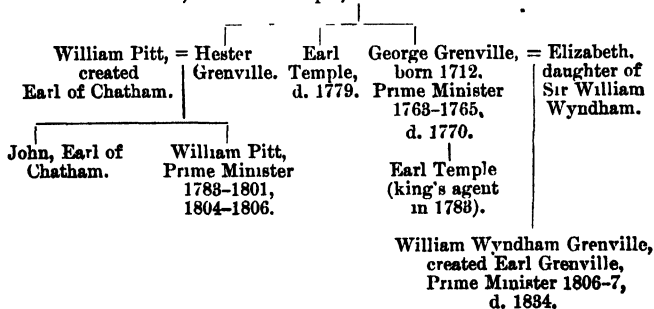 William Pitt, = Hester
created Grenville.
Earl of Chatham.
Earl
Temple,
d. 1779.
George Grenville, = Elizabeth,
born 1712. daughter of
Prime Minister Sir William
1763–1765, Wyndham.
d. 1770.
John, Earl of
Chatham.
William Pitt,
Prime Minister
1783–1801,
1804–1806.
Earl Temple
(king's agent
in 1783).
William Wyndham Grenville,
created Earl Grenville,
Prime Minister 1806–7,
d. 1834.